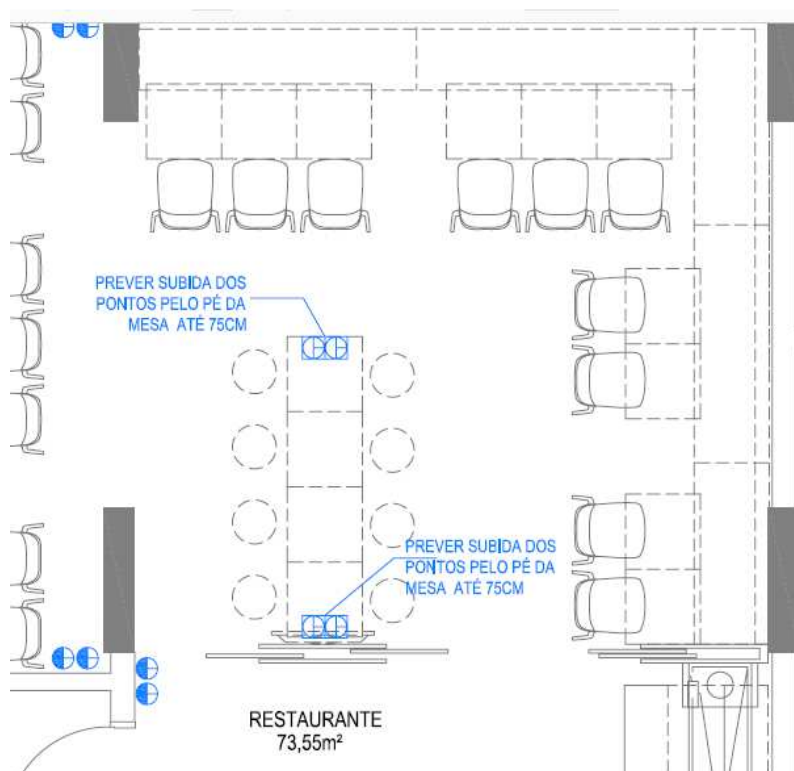 PREVER SUBIDA DOS
PONTOS PELO PÉ DA
MESA ATÉ 75CM
PREVER SUBIDA DOS
PONTOS PELO PÉ DA
MESA ATÉ 75CM
RESTAURANTE
73,55m²